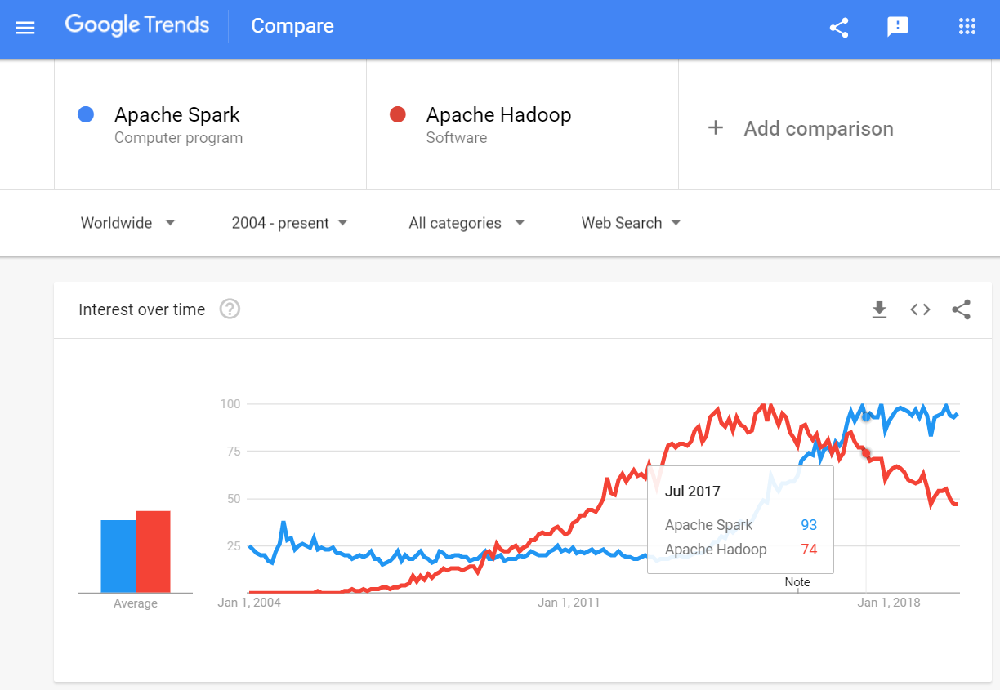 Google Trends Compare
Apache Spark
Computer program
Apache Hadoop
Software
+ Add comparison
Worldwide 2004 - present All categories Web Search
Interest over time ?
100
75
50
25
Average
Jul 2017
Apache Spark 93
Apache Hadoop 74
Note
Jan 1, 2004 Jan 1, 2011 Jan 1, 2018